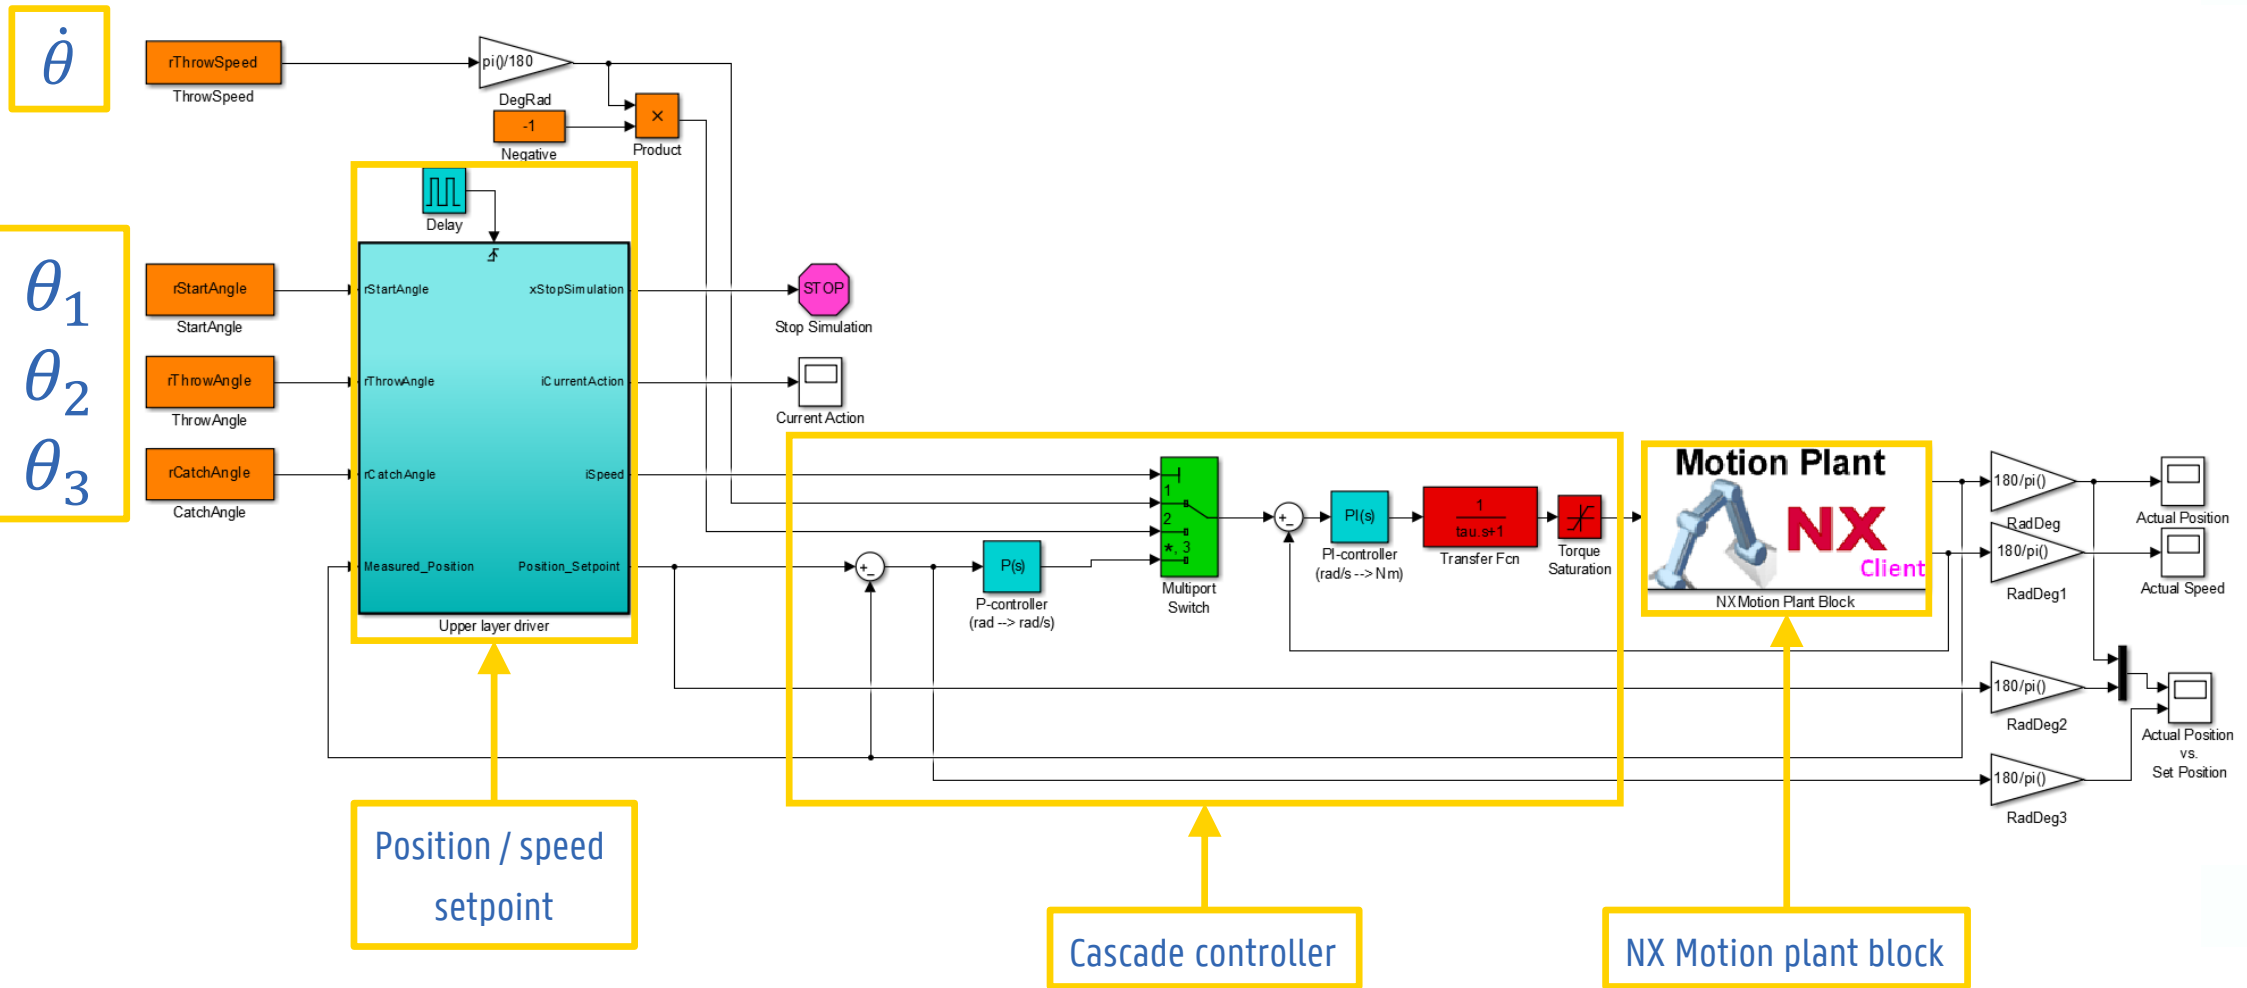 θ̇
rThrowSpeed
ThrowSpeed
pi()/180
DegRad
-1
Negative
×
Product
Delay
θ1
θ2
θ3
rStartAngle
StartAngle
rThrowAngle
ThrowAngle
rCatchAngle
CatchAngle
rStartAngle
xStopSimulation
rThrowAngle
iCurrentAction
rCatchAngle
iSpeed
Measured_Position
Position_Setpoint
Upper layer driver
STOP
Stop Simulation
Current Action
+
-
P(s)
P-controller
(rad --> rad/s)
1
2
*, 3
Multiport
Switch
+
-
PI(s)
PI-controller
(rad/s --> Nm)
1
tau.s+1
Transfer Fcn
Torque
Saturation
Motion Plant
NX
Client
NX Motion Plant Block
180/pi()
RadDeg
180/pi()
RadDeg1
180/pi()
RadDeg2
180/pi()
RadDeg3
Actual Position
Actual Speed
Actual Position
vs.
Set Position
Position / speed
setpoint
Cascade controller
NX Motion plant block